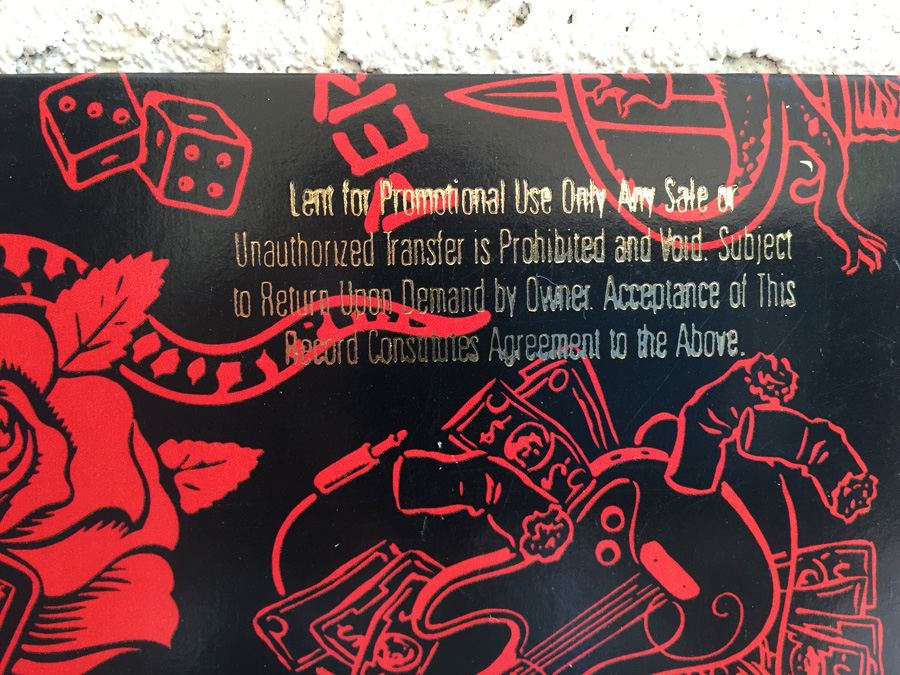 Lent for Promotional Use Only Any Sale or
Unauthorized Transfer is Prohibited and Void. Subject
to Return Upon Demand by Owner. Acceptance of This
Record Constitutes Agreement to the Above.